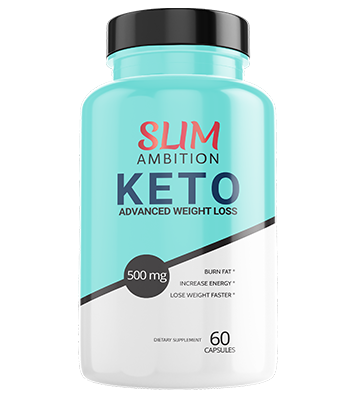 SLIM
AMBITION
KETO
ADVANCED WEIGHT LOSS
500 mg
BURN FAT *
INCREASE ENERGY *
LOSE WEIGHT FASTER *
DIETARY SUPPLEMENT
60
CAPSULES